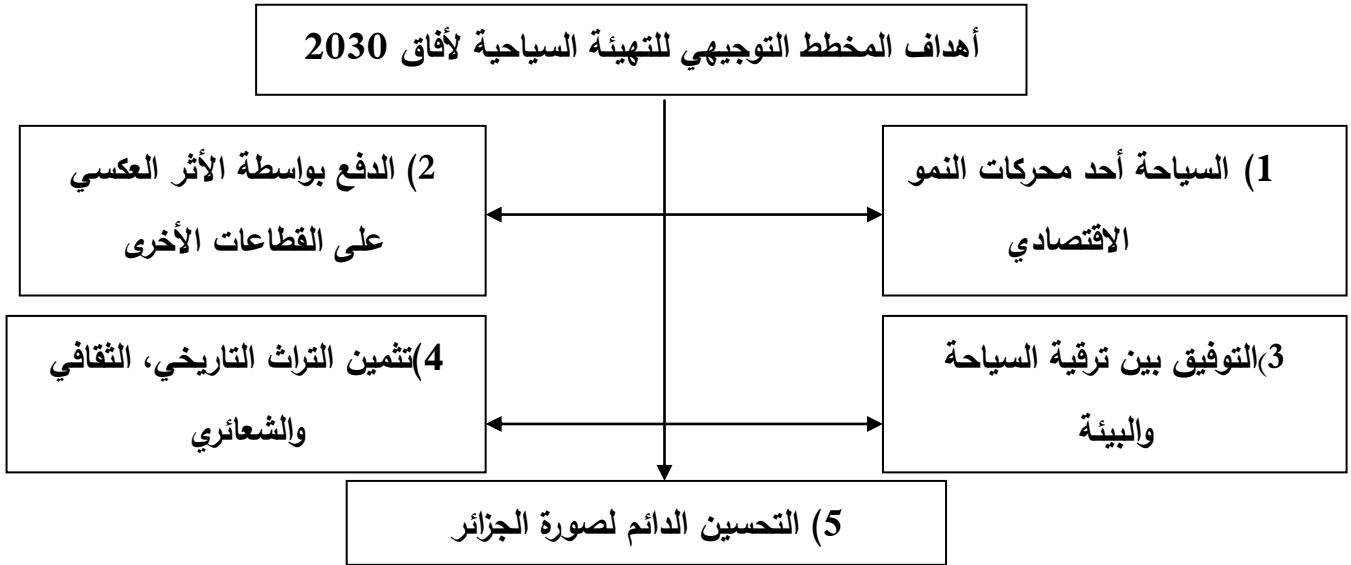 أهداف المخطط التوجيهي للتهيئة السياحية لأفاق 2030
1) السياحة أحد محركات النمو
الاقتصادي
2) الدفع بواسطة الأثر العكسي
على القطاعات الأخرى
3)التوفيق بين ترقية السياحة
والبيئة
4)تثمين التراث التاريخي، الثقافي
والشعائري
5) التحسين الدائم لصورة الجزائر